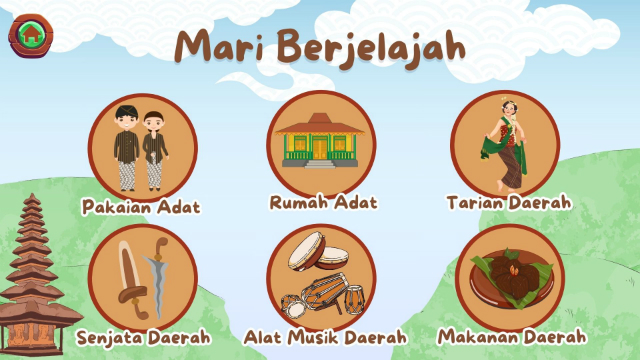 Mari Berjelajah
Pakaian Adat
Rumah Adat
Tarian Daerah
Senjata Daerah
Alat Musik Daerah
Makanan Daerah